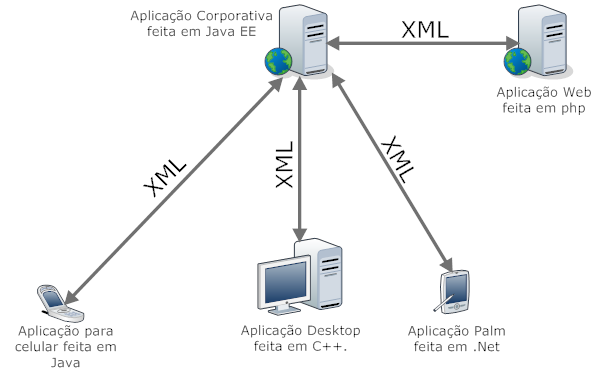 Aplicação Corporativa
feita em Java EE
XML
Aplicação Web
feita em php
XML
XML
XML
Aplicação para
celular feita em
Java
Aplicação Desktop
feita em C++.
Aplicação Palm
feita em .Net